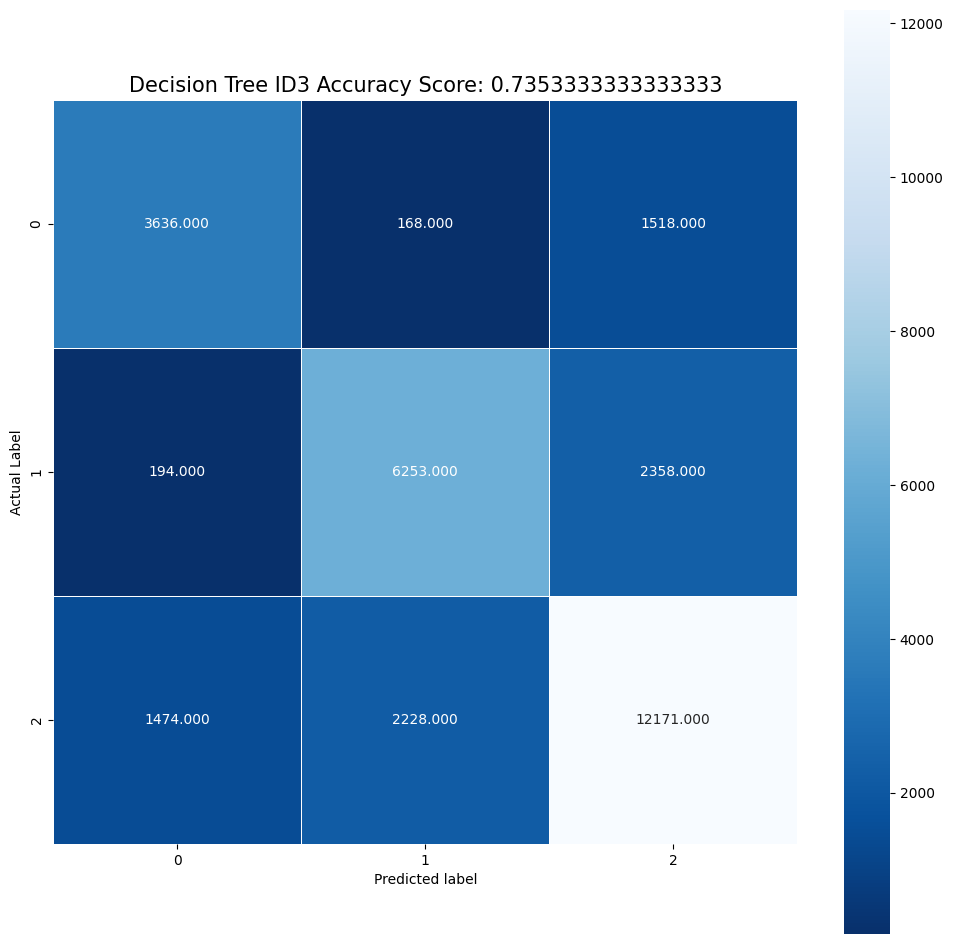 Decision Tree ID3 Accuracy Score: 0.7353333333333333
12000
10000
8000
6000
4000
2000
Actual Label
0
1
2
3636.000 168.000 1518.000
194.000 6253.000 2358.000
1474.000 2228.000 12171.000
0 1 2
Predicted label